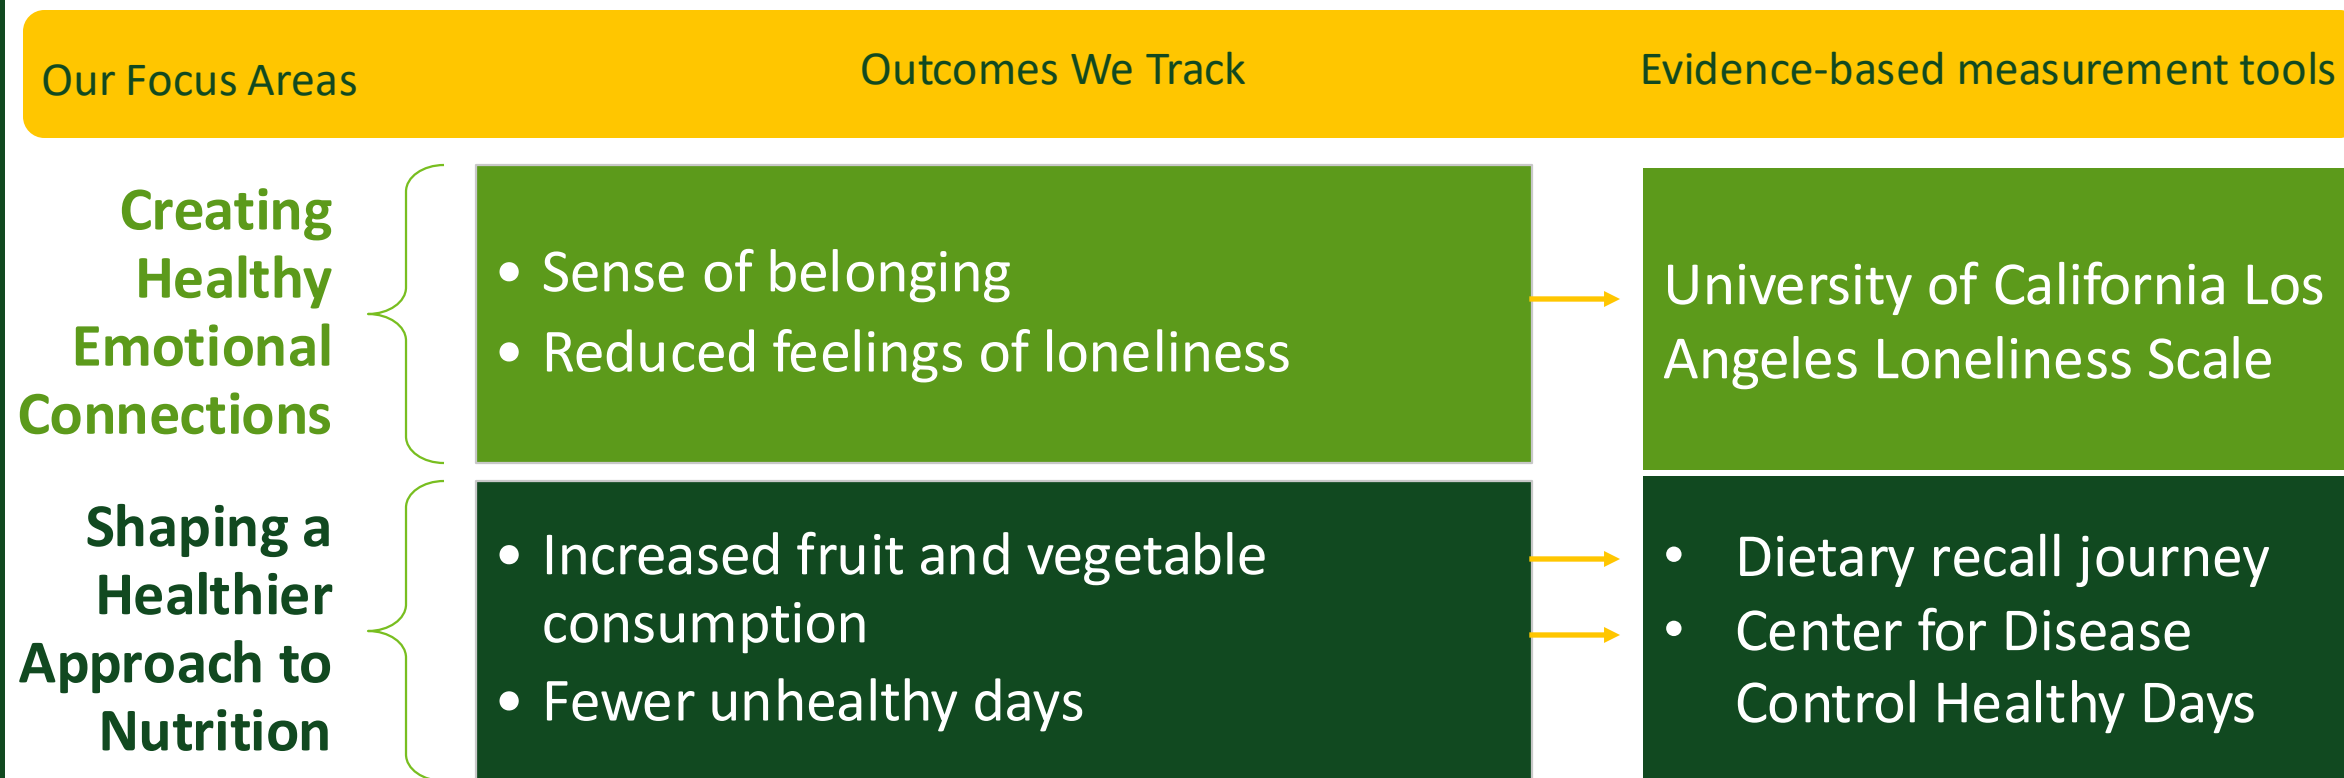 Our Focus Areas
Outcomes We Track
Evidence-based measurement tools
Creating
Healthy
Emotional
Connections
• Sense of belonging
• Reduced feelings of loneliness
University of California Los
Angeles Loneliness Scale
Shaping a
Healthier
Approach to
Nutrition
• Increased fruit and vegetable
consumption
• Fewer unhealthy days
• Dietary recall journey
• Center for Disease
Control Healthy Days